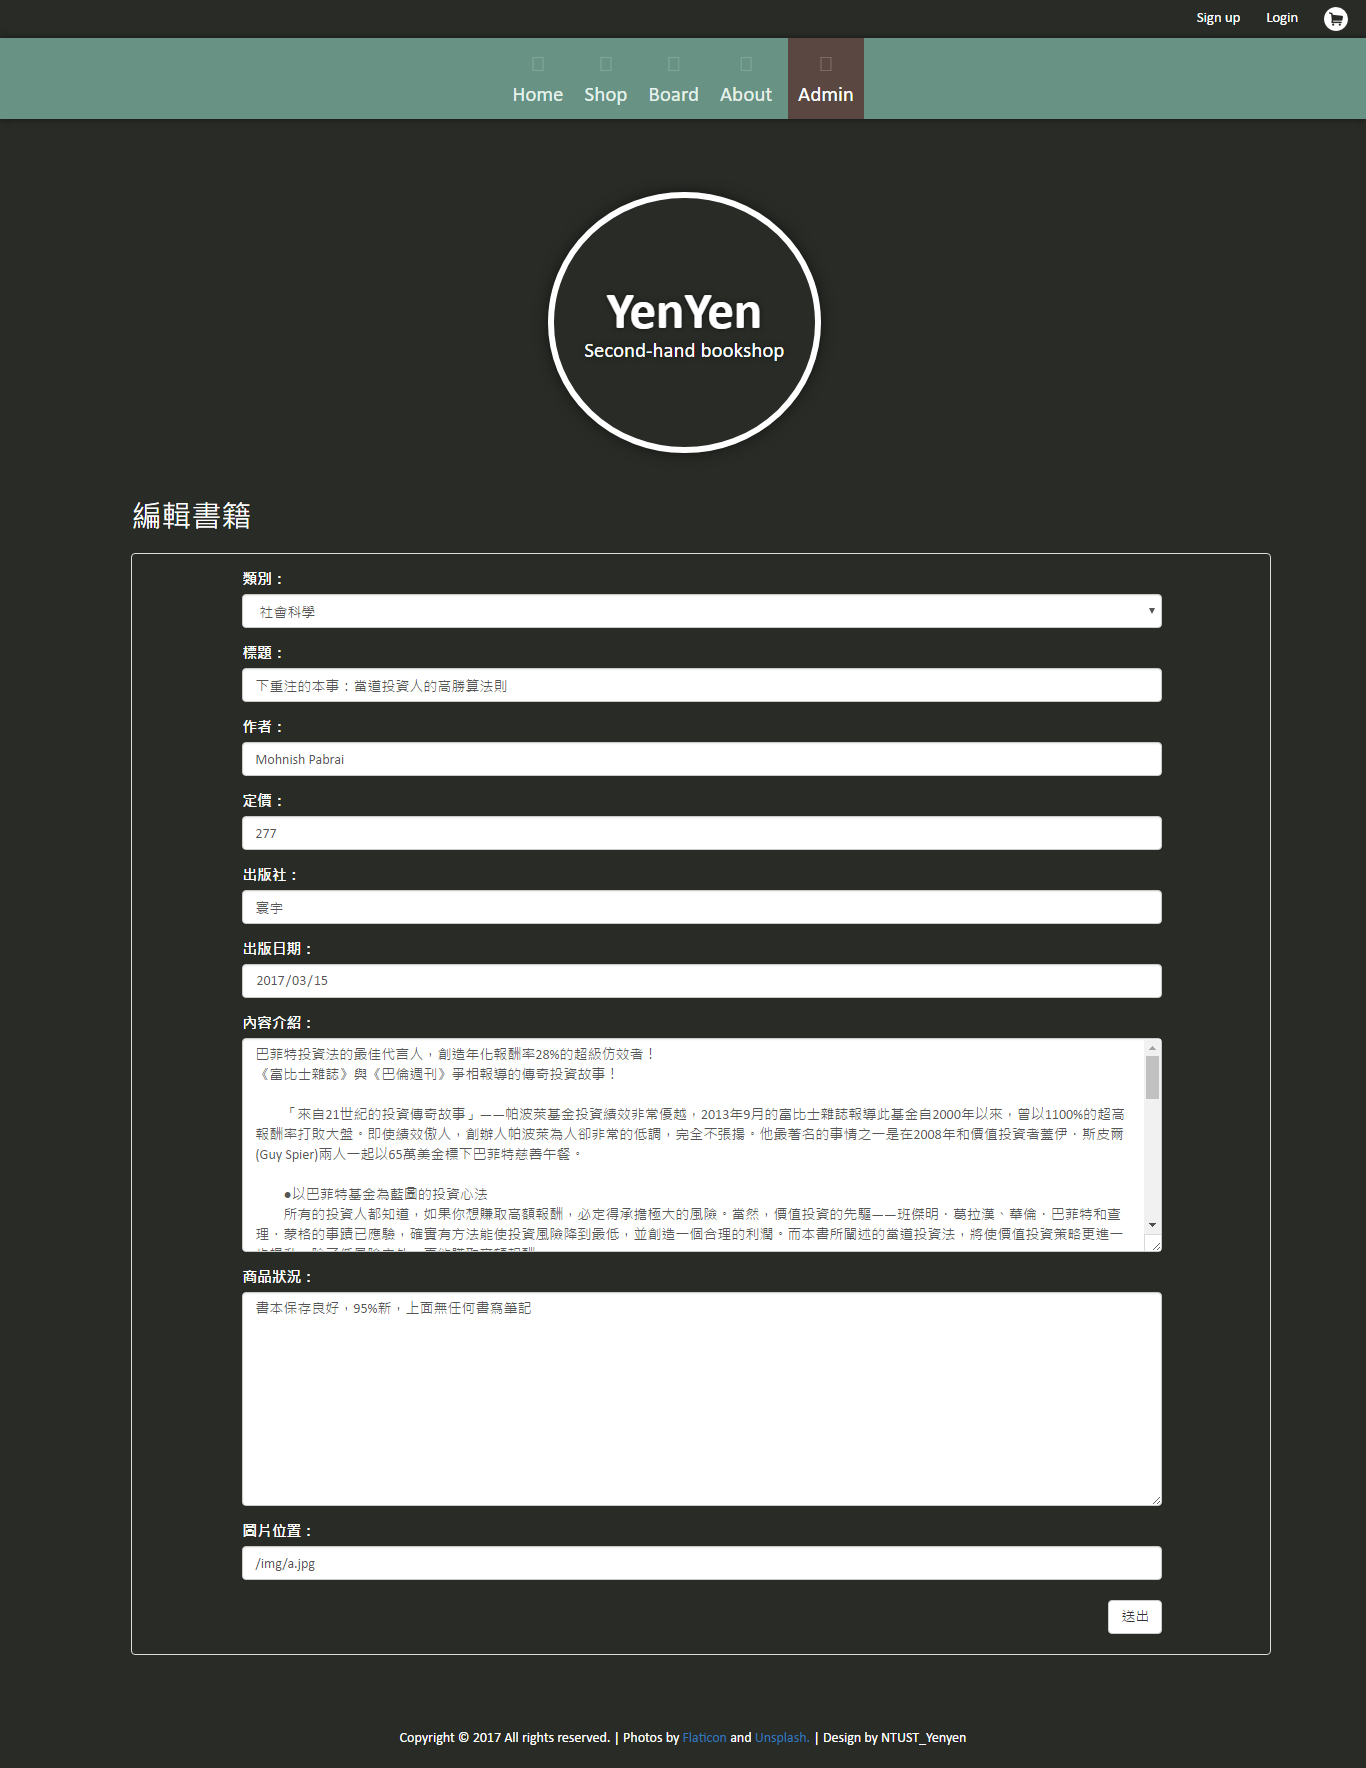 Sign up Login
Home Shop Board About Admin
YenYen
Second-hand bookshop
編輯書籍
類別：
社會科學
標題：
下重注的本事：當道投資人的高勝算法則
作者：
Mohnish Pabrai
定價：
277
出版社：
寰宇
出版日期：
2017/03/15
內容介紹：
巴菲特投資法的最佳代言人，創造年化報酬率28%的超級仿效者！
《富比士雜誌》與《巴倫週刊》爭相報導的傳奇投資故事！
「來自21世紀的投資傳奇故事」——帕波萊基金投資績效非常優越，2013年9月的富比士雜誌報導此基金自2000年以來，曾以1100%的超高
報酬率打敗大盤。即使績效傲人，創辦人帕波萊為人卻非常的低調，完全不張揚。他最著名的事情之一是在2008年和價值投資者蓋伊．斯皮爾
(Guy Spier)兩人一起以65萬美金標下巴菲特慈善午餐。
●以巴菲特基金為藍圖的投資心法
所有的投資人都知道，如果你想賺取高額報酬，必定得承擔極大的風險。當然，價值投資的先驅——班傑明．葛拉漢、華倫．巴菲特和查
理．蒙格的事蹟已應驗，確實有方法能使投資風險降到最低，並創造一個合理的利潤。而本書所闡述的當道投資法，將使價值投資策略更進一
商品狀況：
書本保存良好，95%新，上面無任何書寫筆記
圖片位置：
/img/a.jpg
送出
Copyright © 2017 All rights reserved. | Photos by Flaticon and Unsplash. | Design by NTUST_Yenyen